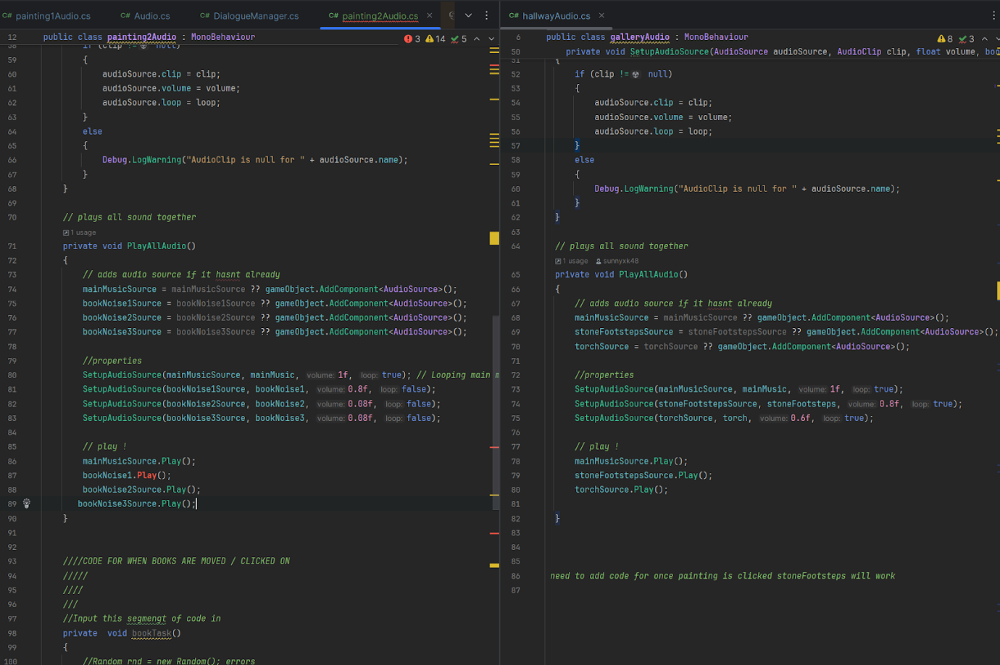 C# painting1Audio.cs C# Audio.cs C# DialogueManager.cs C# painting2Audio.cs ×
12 public class painting2Audio : MonoBehaviour 3 14 5
58 if (clip != null)
59 {
60 audioSource.clip = clip;
61 audioSource.volume = volume;
62 audioSource.loop = loop;
63 }
64 else
65 {
66 Debug.LogWarning("AudioClip is null for " + audioSource.name);
67 }
68 }
69
70 // plays all sound together
1 usage
71 private void PlayAllAudio()
72 {
73 // adds audio source if it hasnt already
74 mainMusicSource = mainMusicSource ?? gameObject.AddComponent<AudioSource>();
75 bookNoise1Source = bookNoise1Source ?? gameObject.AddComponent<AudioSource>();
76 bookNoise2Source = bookNoise2Source ?? gameObject.AddComponent<AudioSource>();
77 bookNoise3Source = bookNoise3Source ?? gameObject.AddComponent<AudioSource>();
78
79 //properties
80 SetupAudioSource(mainMusicSource, mainMusic, volume: 1f, loop: true); // Looping main m
81 SetupAudioSource(bookNoise1Source, bookNoise1, volume: 0.8f, loop: false);
82 SetupAudioSource(bookNoise2Source, bookNoise2, volume: 0.08f, loop: false);
83 SetupAudioSource(bookNoise3Source, bookNoise3, volume: 0.08f, loop: false);
84
85 // play !
86 mainMusicSource.Play();
87 bookNoise1.Play();
88 bookNoise2Source.Play();
89 bookNoise3Source.Play();
90 }
91
92
93 ////CODE FOR WHEN BOOKS ARE MOVED / CLICKED ON
94 /////
95 ////
96 ///
97 //Input this segmengt of code in
98 private void bookTask()
99 {
100 //Random rnd = new Random(); errors
C# hallwayAudio.cs ×
6 public class galleryAudio : MonoBehaviour 8 3
50 private void SetupAudioSource(AudioSource audioSource, AudioClip clip, float volume, boo
51 {
52 if (clip != null)
53 {
54 audioSource.clip = clip;
55 audioSource.volume = volume;
56 audioSource.loop = loop;
57 }
58 else
59 {
60 Debug.LogWarning("AudioClip is null for " + audioSource.name);
61 }
62 }
63
64 // plays all sound together
1 usage sunnyxk48
65 private void PlayAllAudio()
66 {
67 // adds audio source if it hasnt already
68 mainMusicSource = mainMusicSource ?? gameObject.AddComponent<AudioSource>();
69 stoneFootstepsSource = stoneFootstepsSource ?? gameObject.AddComponent<AudioSource>();
70 torchSource = torchSource ?? gameObject.AddComponent<AudioSource>();
71
72 //properties
73 SetupAudioSource(mainMusicSource, mainMusic, volume: 1f, loop: true);
74 SetupAudioSource(stoneFootstepsSource, stoneFootsteps, volume: 0.8f, loop: true);
75 SetupAudioSource(torchSource, torch, volume: 0.6f, loop: true);
76
77 // play !
78 mainMusicSource.Play();
79 stoneFootstepsSource.Play();
80 torchSource.Play();
81
82 }
83
84
85
86 need to add code for once painting is clicked stoneFootsteps will work
87